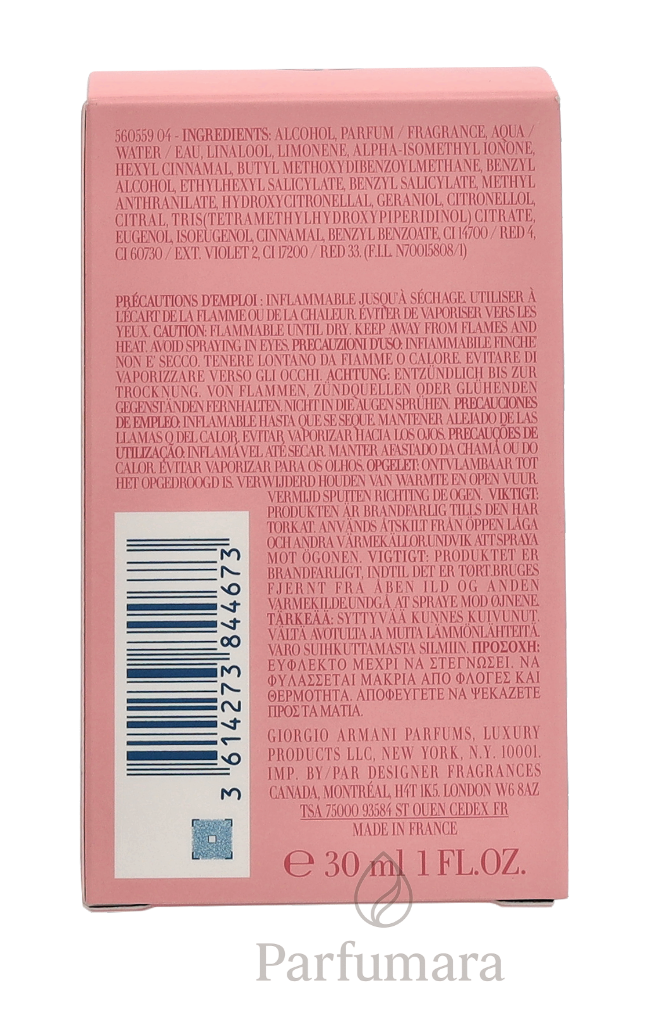 560559 04 - INGREDIENTS: ALCOHOL, PARFUM / FRAGRANCE, AQUA /
WATER / EAU, LINALOOL, LIMONENE, ALPHA-ISOMETHYL IONONE,
HEXYL CINNAMAL, BUTYL METHOXYDIBENZOYLMETHANE, BENZYL
ALCOHOL, ETHYLHEXYL SALICYLATE, BENZYL SALICYLATE, METHYL
ANTHRANILATE, HYDROXYCITRONELLAL, GERANIOL, CITRONELLOL,
CITRAL, TRIS(TETRAMETHYLHYDROXYPIPERIDINOL) CITRATE,
EUGENOL, ISOEUGENOL, CINNAMAL, BENZYL BENZOATE, CI 14700 / RED 4,
CI 60730 / EXT. VIOLET 2, CI 17200 / RED 33. (F.I.L. N70015808/1)
PRÉCAUTIONS D'EMPLOI : INFLAMMABLE JUSQU'À SÉCHAGE. UTILISER À
L'ÉCART DE LA FLAMME OU DE LA CHALEUR. ÉVITER DE VAPORISER VERS LES
YEUX. CAUTION: FLAMMABLE UNTIL DRY. KEEP AWAY FROM FLAMES AND
HEAT. AVOID SPRAYING IN EYES. PRECAUZIONI D'USO: INFIAMMABILE FINCHE'
NON E' SECCO. TENERE LONTANO DA FIAMME O CALORE. EVITARE DI
VAPORIZZARE VERSO GLI OCCHI. ACHTUNG: ENTZÜNDLICH BIS ZUR
TROCKNUNG. VON FLAMMEN, ZÜNDQUELLEN ODER GLÜHENDEN
GEGENSTÄNDEN FERNHALTEN. NICHT IN DIE AUGEN SPRÜHEN. PRECAUCIONES
DE EMPLEO: INFLAMABLE HASTA QUE SE SEQUE. MANTENER ALEJADO DE LAS
LLAMAS O DEL CALOR. EVITAR VAPORIZAR HACIA LOS OJOS. PRECAUÇÕES DE
UTILIZAÇÃO: INFLAMÁVEL ATÉ SECAR. MANTER AFASTADO DA CHAMA OU DO
CALOR. EVITAR VAPORIZAR PARA OS OLHOS. OPGELET: ONTVLAMBAAR TOT
HET OPGEDROOGD IS. VERWIJDERD HOUDEN VAN WARMTE EN OPEN VUUR.
VERMIJD SPUITEN RICHTING DE OGEN. VIKTIGT:
PRODUKTEN ÄR BRANDFARLIG TILLS DEN HAR
TORKAT. ANVÄNDS ÅTSKILT FRÅN ÖPPEN LÅGA
OCH ANDRA VÄRMEKÄLLOR. UNDVIK ATT SPRAYA
MOT ÖGONEN. VIGTIGT: PRODUKTET ER
BRANDFARLIGT, INDTIL DET ER TØRT. BRUGES
FJERNT FRA ÅBEN ILD OG ANDEN
VARMEKILDE. UNDGÅ AT SPRAYE MOD ØJNENE.
TÄRKEÄÄ: SYTTYVÄÄ KUNNES KUIVUNUT.
VÄLTÄ AVOTULTA JA MUITA LÄMMÖNLÄHTEITÄ.
VARO SUIHKUTTAMASTA SILMIIN. ΠΡΟΣΟΧΗ:
ΕΥΦΛΕΚΤΟ ΜΕΧΡΙ ΝΑ ΣΤΕΓΝΩΣΕΙ. ΝΑ
ΦΥΛΑΣΣΕΤΑΙ ΜΑΚΡΙΑ ΑΠΟ ΦΛΟΓΕΣ ΚΑΙ
ΘΕΡΜΟΤΗΤΑ. ΑΠΟΦΕΥΓΕΤΕ ΝΑ ΨΕΚΑΖΕΤΕ
ΠΡΟΣ ΤΑ ΜΑΤΙΑ.
GIORGIO ARMANI PARFUMS, LUXURY
PRODUCTS LLC, NEW YORK, N.Y. 10001.
IMP. BY/PAR DESIGNER FRAGRANCES
CANADA, MONTRÉAL, H4T 1K5. LONDON W6 8AZ
TSA 75000 93584 ST OUEN CEDEX FR
MADE IN FRANCE
℮ 30 ml 1 FL.OZ.
3 614273 844673
Parfumara